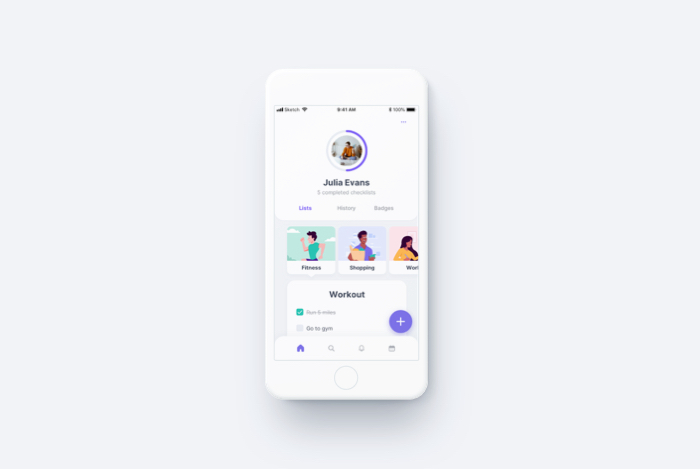 Sketch 9:41 AM 100%
Julia Evans
5 completed checklists
Lists History Badges
Fitness Shopping Wor
Workout
Run 5 miles
Go to gym